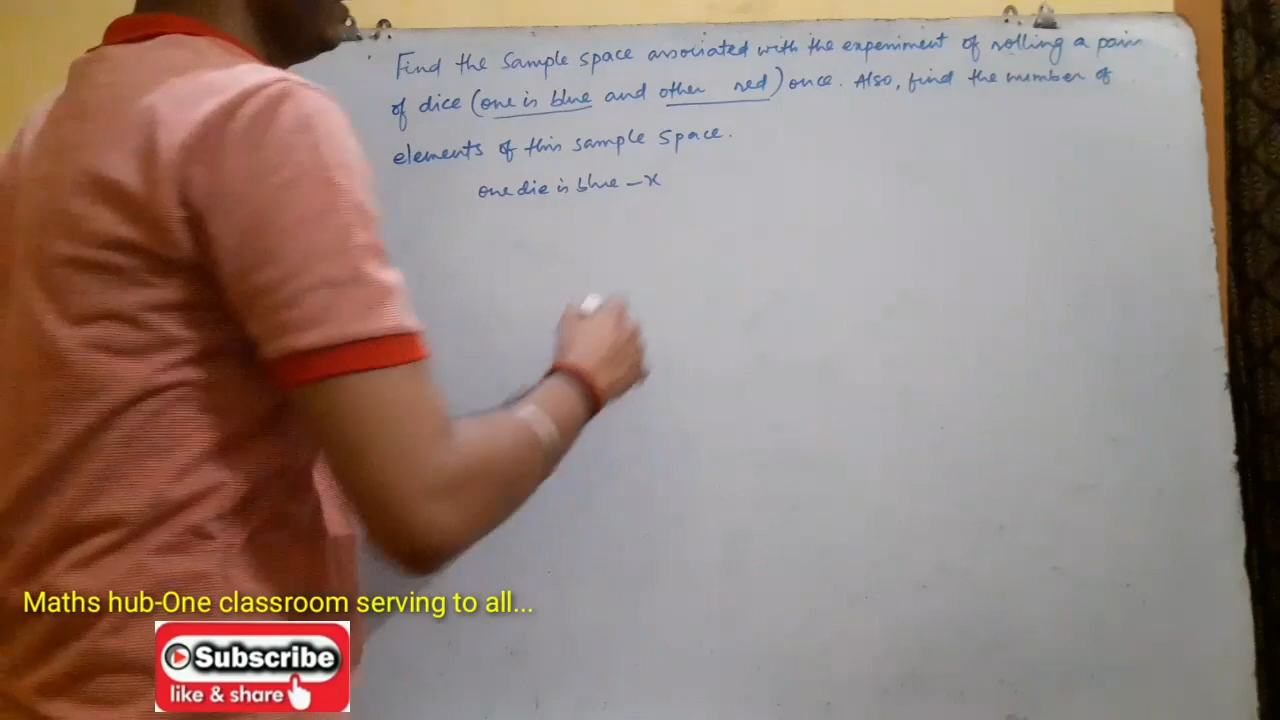 Find the sample space associated with the experiment of rolling a pair
of dice (one is blue and other red) once. Also, find the number of
elements of this sample space.
one die is blue - x
Maths hub-One classroom serving to all...
Subscribe
like & share